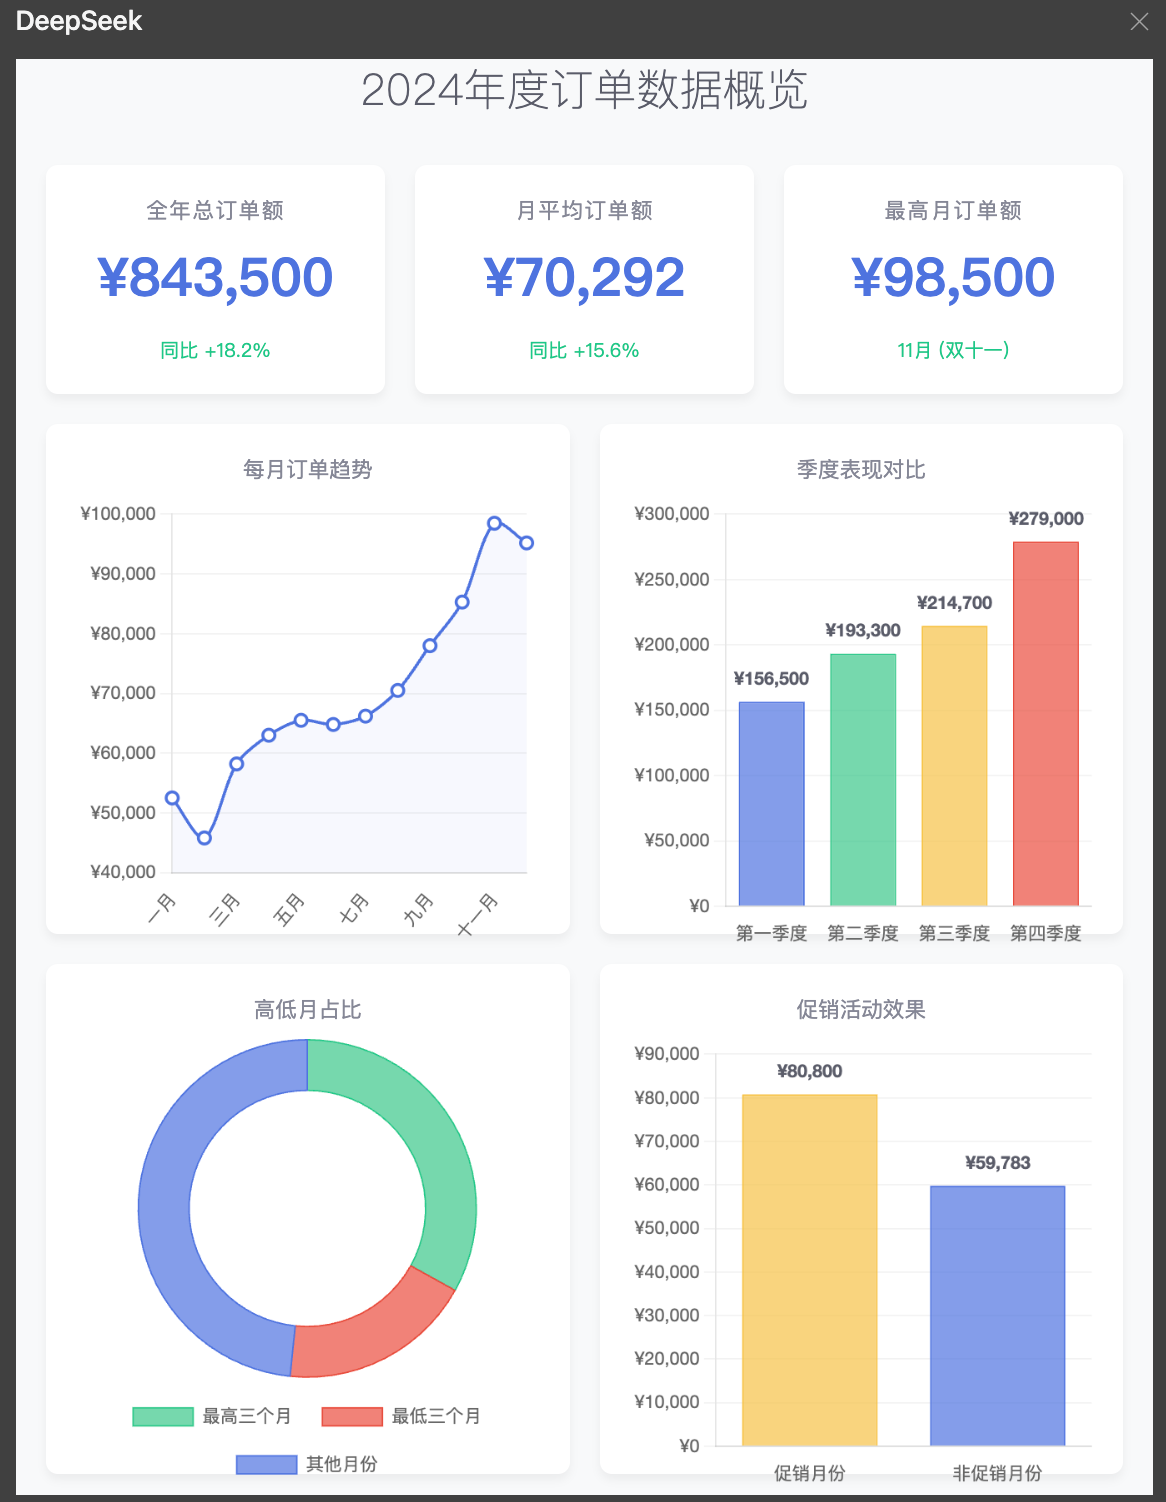 DeepSeek
2024年度订单数据概览
全年总订单额
¥843,500
同比 +18.2%
月平均订单额
¥70,292
同比 +15.6%
最高月订单额
¥98,500
11月 (双十一)
每月订单趋势
¥100,000
¥90,000
¥80,000
¥70,000
¥60,000
¥50,000
¥40,000
一月
三月
五月
七月
九月
十一月
季度表现对比
¥300,000
¥250,000
¥200,000
¥150,000
¥100,000
¥50,000
¥0
¥156,500
¥193,300
¥214,700
¥279,000
第一季度
第二季度
第三季度
第四季度
高低月占比
最高三个月
最低三个月
其他月份
促销活动效果
¥90,000
¥80,000
¥70,000
¥60,000
¥50,000
¥40,000
¥30,000
¥20,000
¥10,000
¥0
¥80,800
¥59,783
促销月份
非促销月份